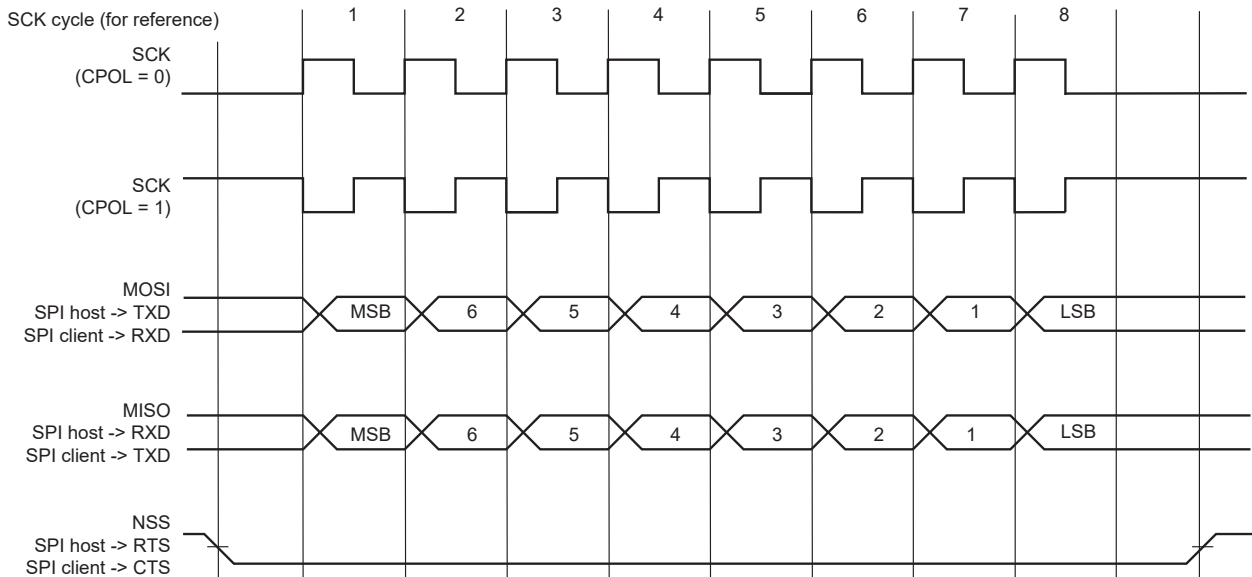 SCK cycle (for reference) 1 2 3 4 5 6 7 8
SCK
(CPOL = 0)
SCK
(CPOL = 1)
MOSI
SPI host -> TXD MSB 6 5 4 3 2 1 LSB
SPI client -> RXD
MISO
SPI host -> RXD MSB 6 5 4 3 2 1 LSB
SPI client -> TXD
NSS
SPI host -> RTS
SPI client -> CTS